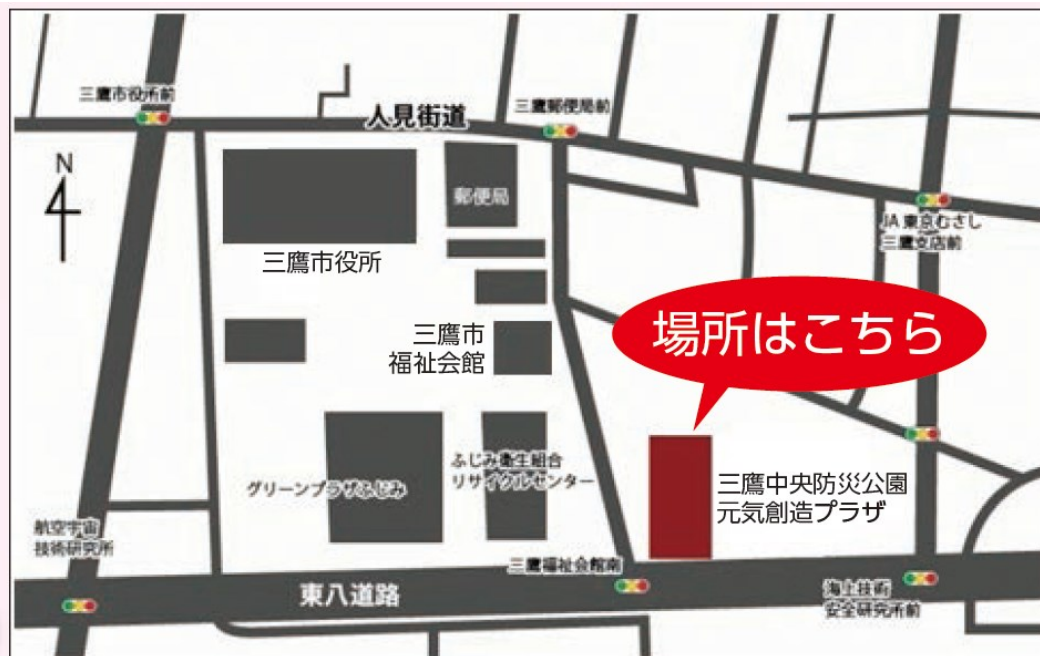 三鷹市役所前
人見街道
三鷹郵便局前
N
郵便局
三鷹市役所
JA 東京むさし
三鷹支店前
三鷹市
福祉会館
場所はこちら
ふじみ衛生組合
リサイクルセンター
グリーンプラザふじみ
三鷹中央防災公園
元気創造プラザ
航空宇宙
技術研究所
三鷹福祉会館南
東八道路
海上技術
安全研究所前